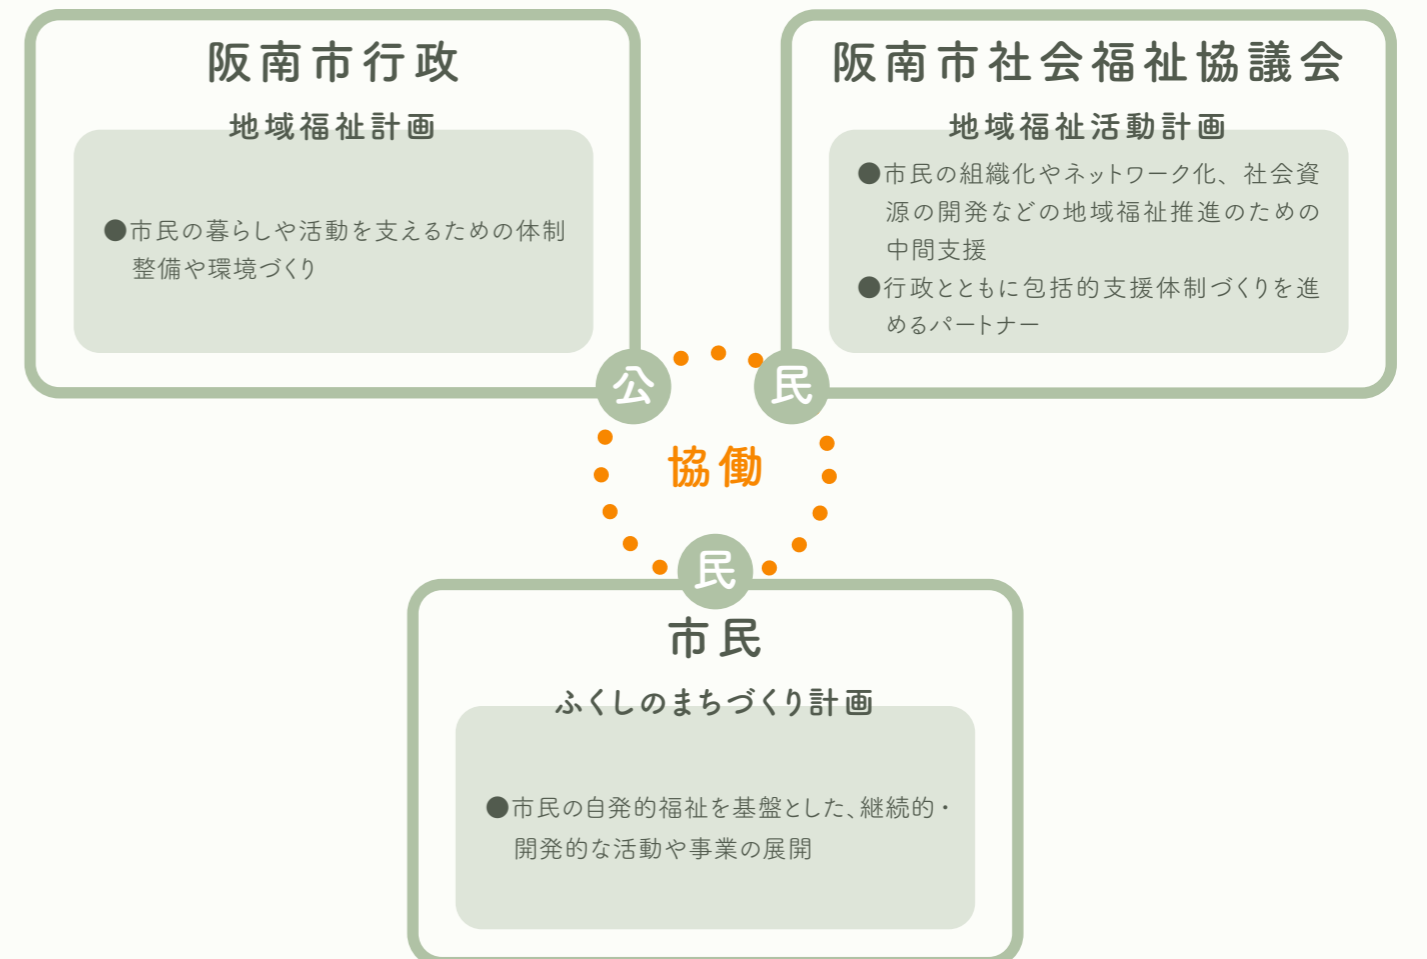 阪南市行政
地域福祉計画
●市民の暮らしや活動を支えるための体制
整備や環境づくり
阪南市社会福祉協議会
地域福祉活動計画
●市民の組織化やネットワーク化、社会資
源の開発などの地域福祉推進のための
中間支援
●行政とともに包括的支援体制づくりを進
めるパートナー
公
民
協働
民
市民
ふくしのまちづくり計画
●市民の自発的福祉を基盤とした、継続的・
開発的な活動や事業の展開